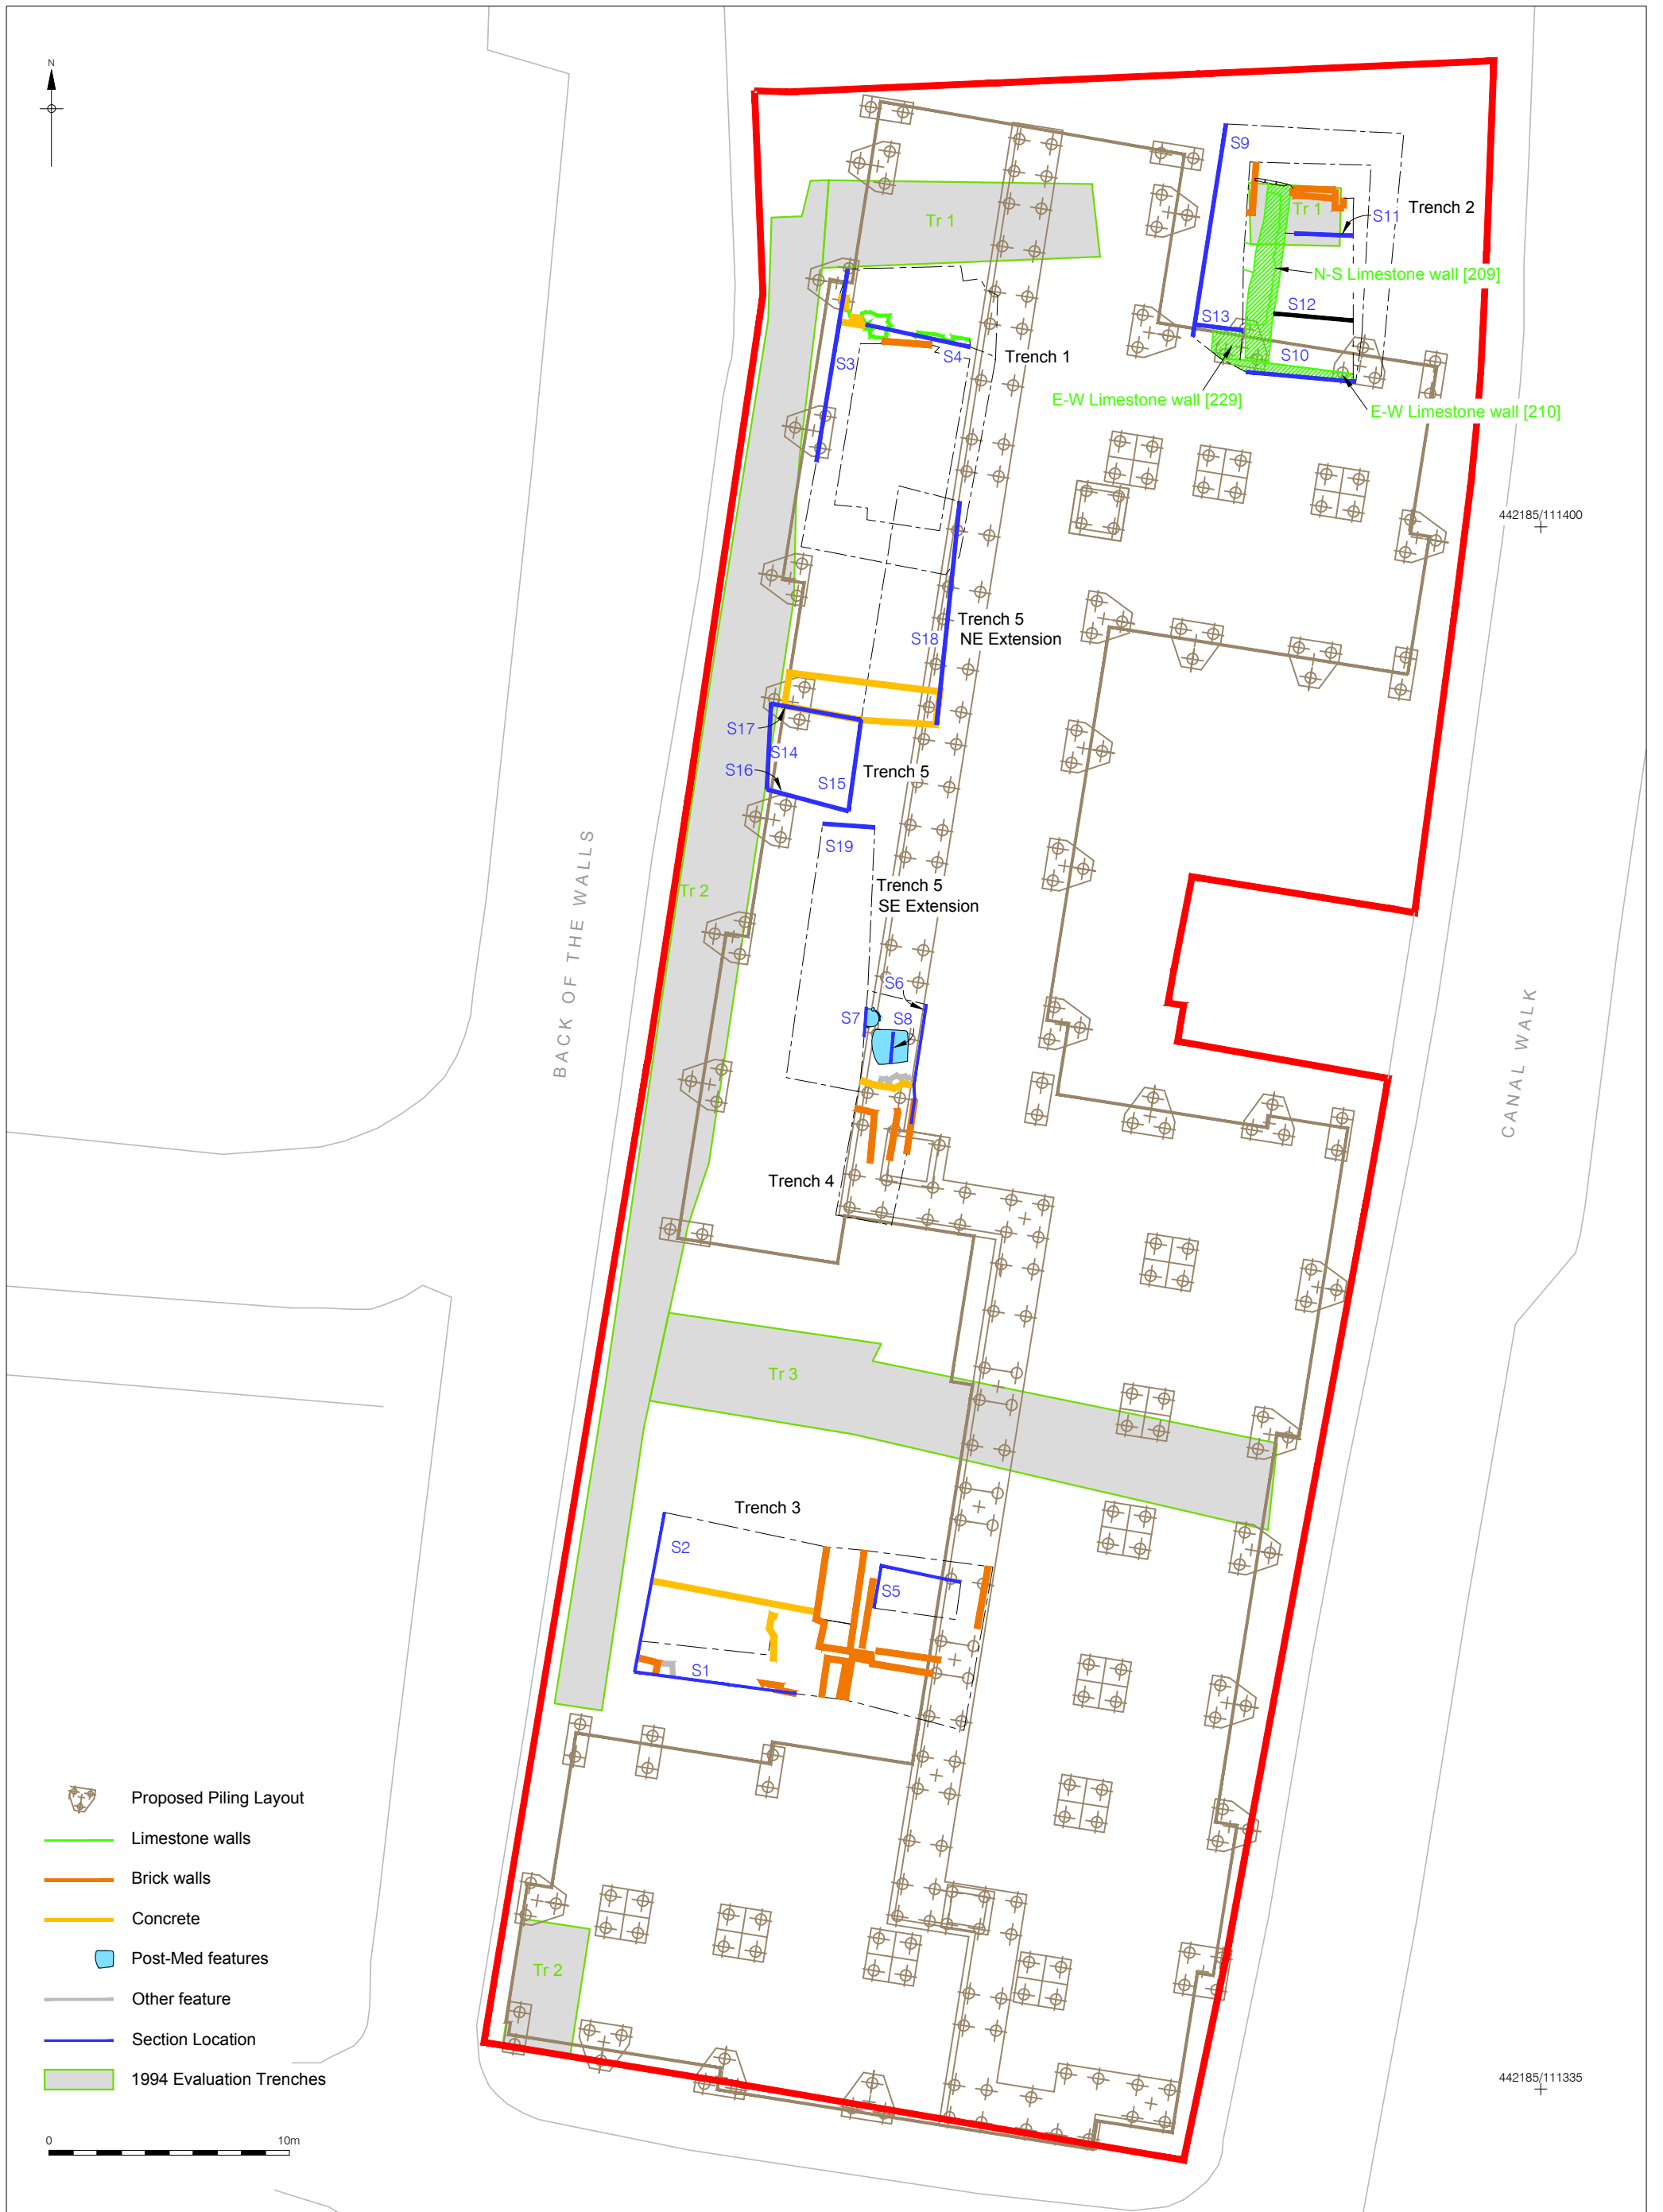 N
S9
Tr 1
S11
Trench 2
Tr 1
N-S Limestone wall [209]
S12
S13
S3
S4
Trench 1
S10
E-W Limestone wall [229]
E-W Limestone wall [210]
442185/111400
Trench 5
NE Extension
S18
S17
S14
S16
S15
Trench 5
S19
Tr 2
Trench 5
SE Extension
BACK OF THE WALLS
S6
S7
S8
CANAL WALK
Trench 4
Tr 3
Trench 3
S2
S5
S1
Proposed Piling Layout
Limestone walls
Brick walls
Concrete
Post-Med features
Other feature
Section Location
1994 Evaluation Trenches
Tr 2
442185/111335
0 10m